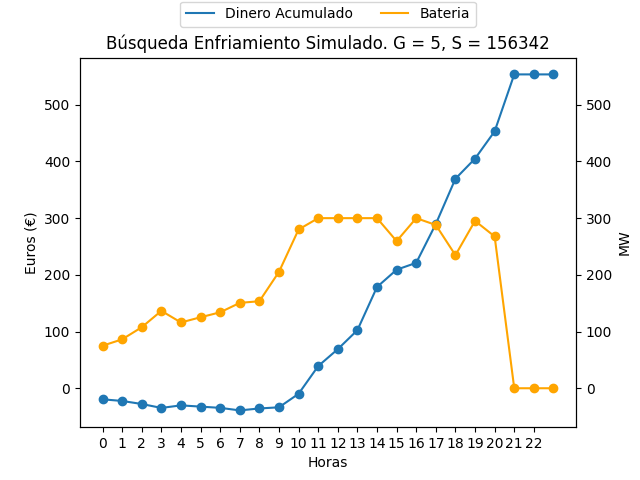 Dinero Acumulado Bateria
Búsqueda Enfriamiento Simulado. G = 5, S = 156342
500 500
400 400
300 300
200 200
100 100
0 0
Euros (€)
MW
0 1 2 3 4 5 6 7 8 9 10 11 12 13 14 15 16 17 18 19 20 21 22
Horas